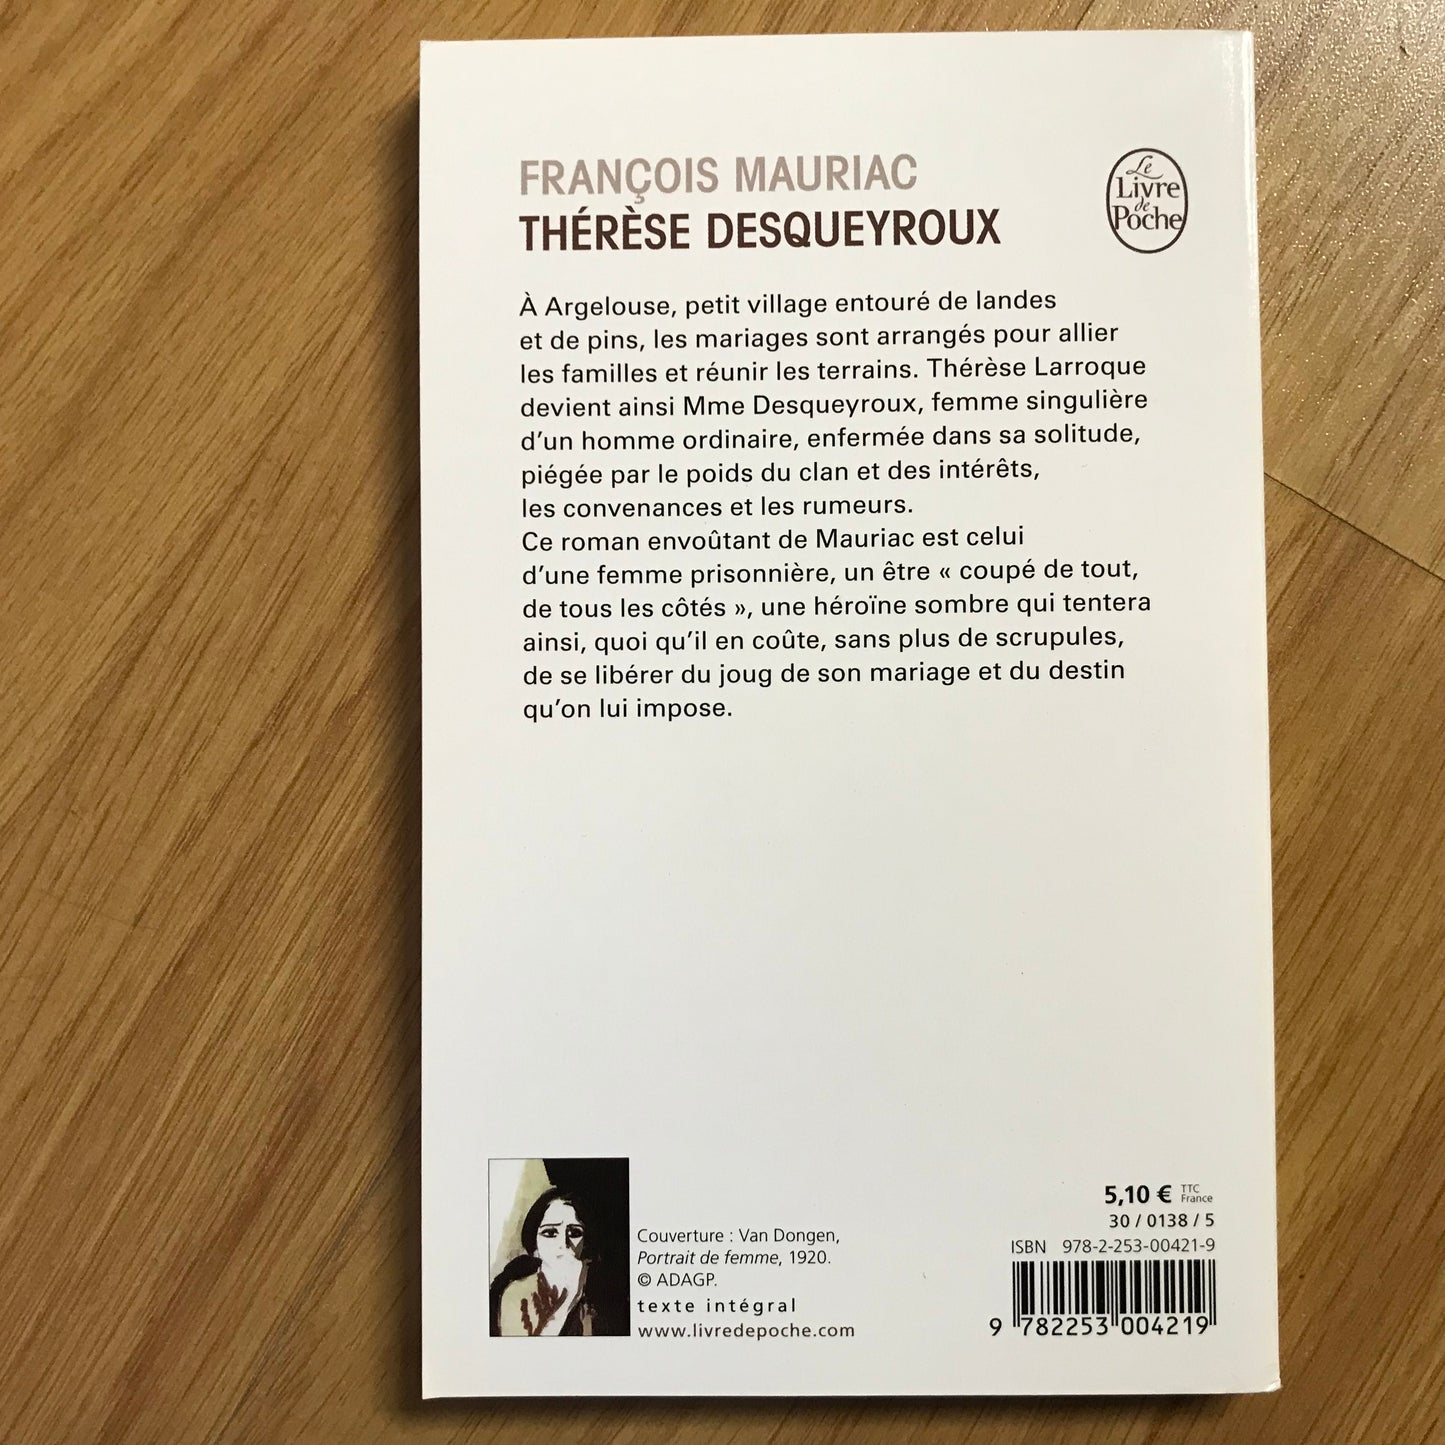 FRANÇOIS MAURIAC
THÉRÈSE DESQUEYROUX
Le
Livre
de
Poche
À Argelouse, petit village entouré de landes
et de pins, les mariages sont arrangés pour allier
les familles et réunir les terrains. Thérèse Larroque
devient ainsi Mme Desqueyroux, femme singulière
d'un homme ordinaire, enfermée dans sa solitude,
piégée par le poids du clan et des intérêts,
les convenances et les rumeurs.
Ce roman envoûtant de Mauriac est celui
d'une femme prisonnière, un être « coupé de tout,
de tous les côtés », une héroïne sombre qui tentera
ainsi, quoi qu'il en coûte, sans plus de scrupules,
de se libérer du joug de son mariage et du destin
qu'on lui impose.
Couverture : Van Dongen,
Portrait de femme, 1920.
© ADAGP.
texte intégral
www.livredepoche.com
5,10 € TTC
France
30 / 0138 / 5
ISBN 978-2-253-00421-9
9 782253 004219